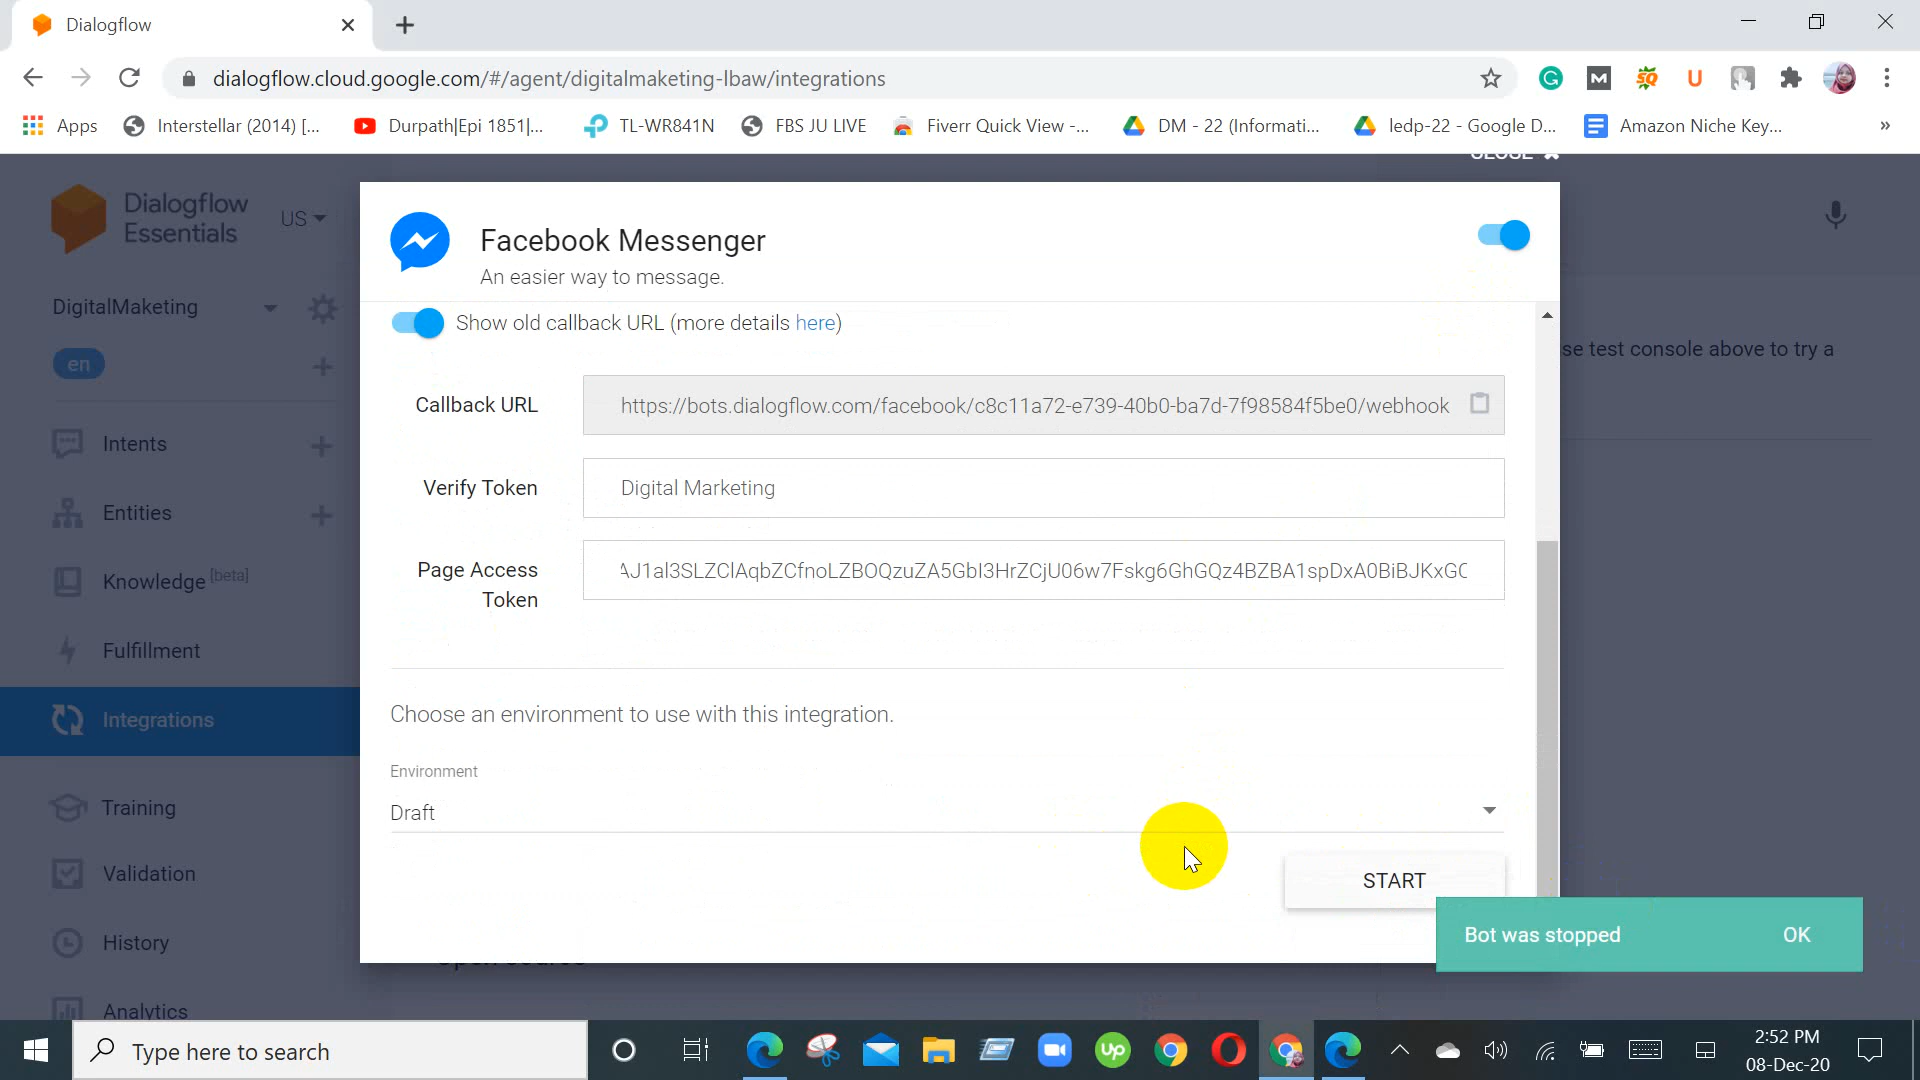 Dialogflow
dialogflow.cloud.google.com/#/agent/digitalmaketing-lbaw/integrations
Apps
Interstellar (2014) [...
Durpath|Epi 1851|...
TL-WR841N
FBS JU LIVE
Fiverr Quick View -...
DM - 22 (Informati...
ledp-22 - Google D...
Amazon Niche Key...
»
CLOSE
Dialogflow
Essentials
US
DigitalMaketing
en
Intents
Entities
Knowledge [beta]
Fulfillment
Integrations
Training
Validation
History
Analytics
Facebook Messenger
An easier way to message.
Show old callback URL (more details here)
Callback URL
https://bots.dialogflow.com/facebook/c8c11a72-e739-40b0-ba7d-7f98584f5be0/webhook
Verify Token
Digital Marketing
Page Access
Token
Choose an environment to use with this integration.
Environment
Draft
START
se test console above to try a
Bot was stopped
OK
Type here to search
2:52 PM
08-Dec-20